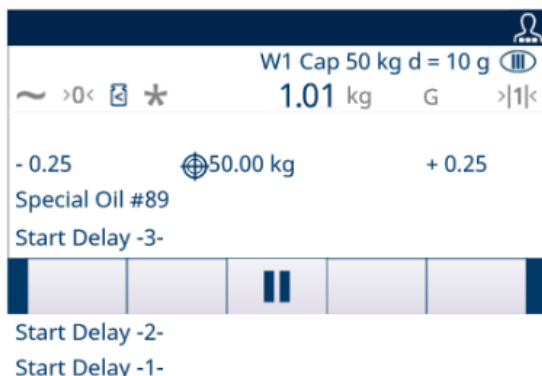 W1 Cap 50 kg d = 10 g
~ >0< * 1.01 kg G >|1|<
- 0.25 50.00 kg + 0.25
Special Oil #89
Start Delay -3-
Start Delay -2-
Start Delay -1-